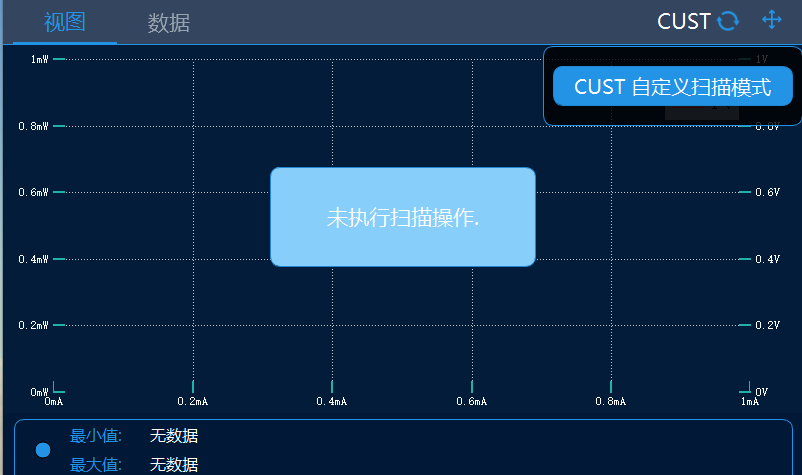 视图 数据 CUST
1mW 1V
CUST 自定义扫描模式
0.8mW 0.8V
0.6mW 0.6V
未执行扫描操作.
0.4mW 0.4V
0.2mW 0.2V
0mW 0V
0mA 0.2mA 0.4mA 0.6mA 0.8mA 1mA
最小值: 无数据
最大值: 无数据